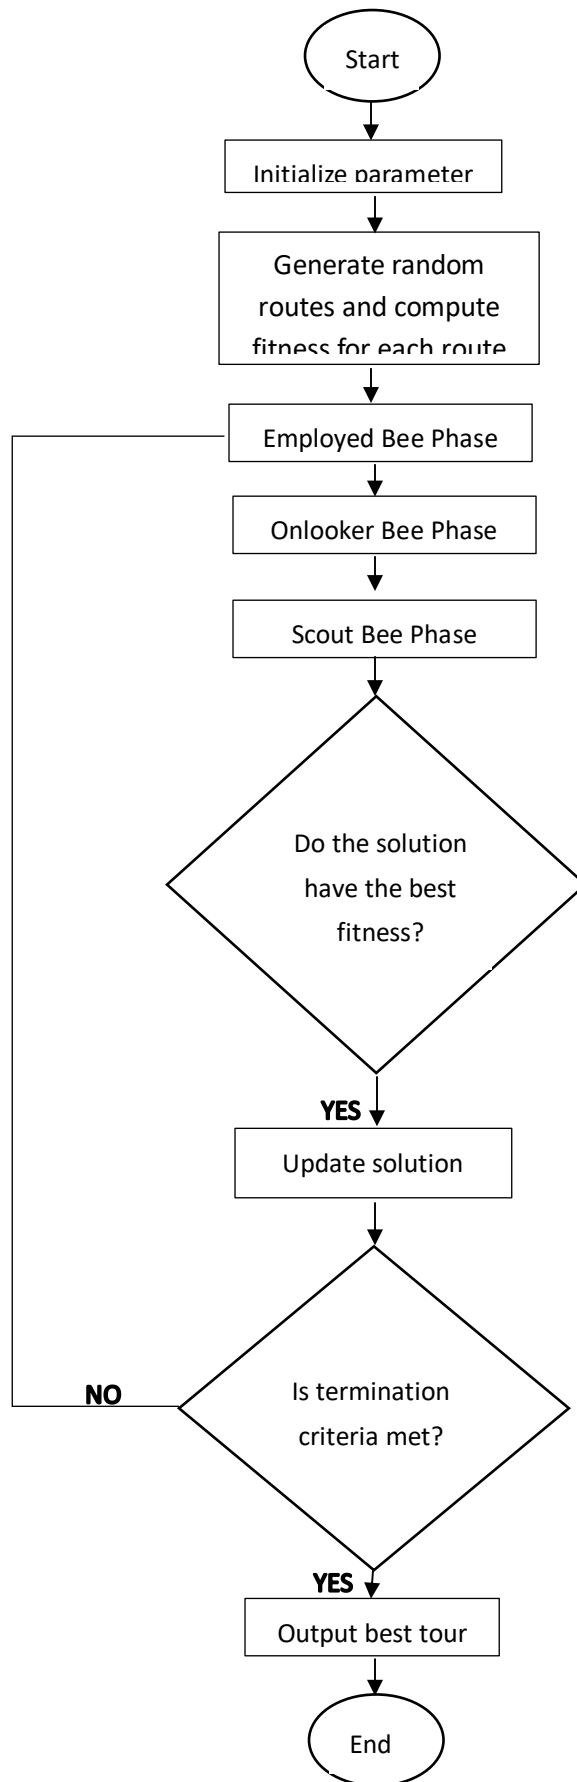 Start
Initialize parameter
Generate random
routes and compute
fitness for each route
Employed Bee Phase
Onlooker Bee Phase
Scout Bee Phase
Do the solution
have the best
fitness?
YES
Update solution
NO
Is termination
criteria met?
YES
Output best tour
End